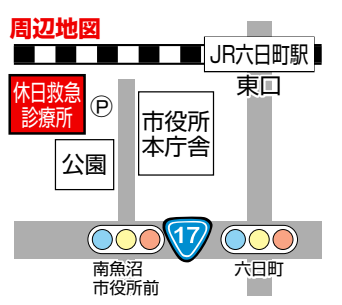 周辺地図
JR六日町駅
東口
休日救急
診療所
P
市役所
本庁舎
公園
17
南魚沼
市役所前
六日町